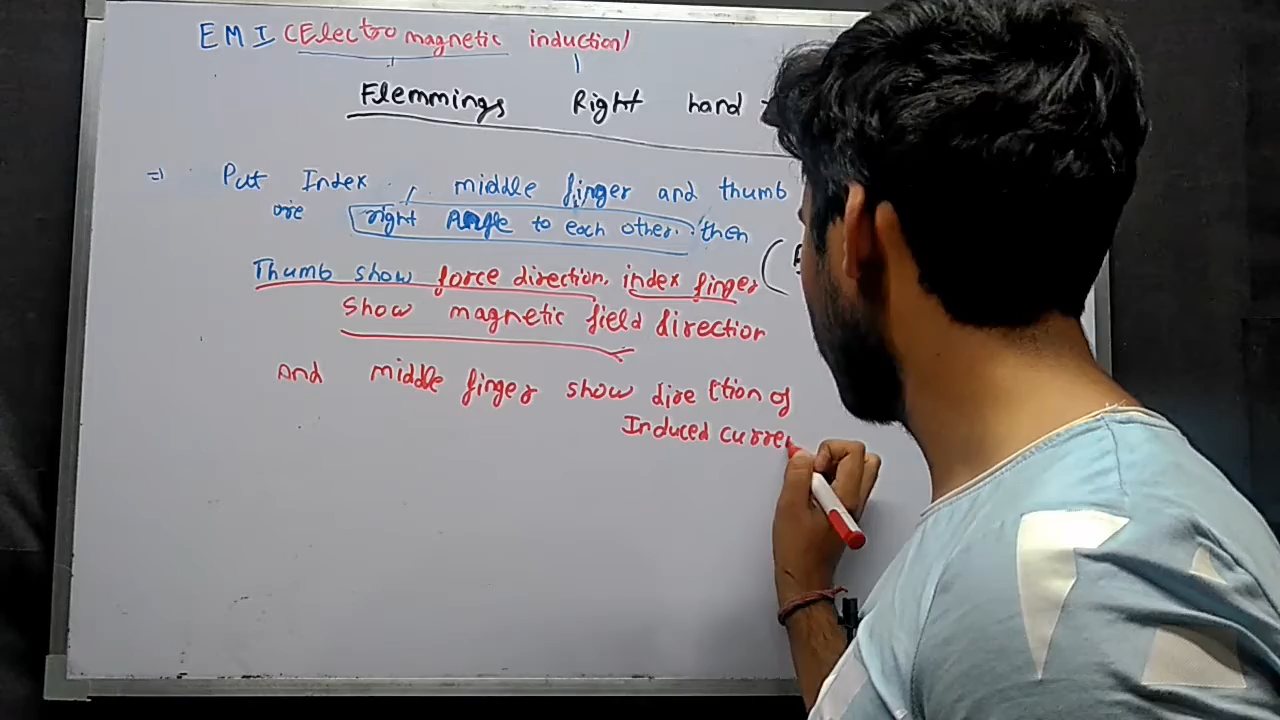 EMI (Electro magnetic induction)
Flemmings Right hand
=) Put Index, middle finger and thumb
are right Angle to each other, then
Thumb show force direction, index finger
show magnetic field direction
And middle finger show direction of
Induced curre